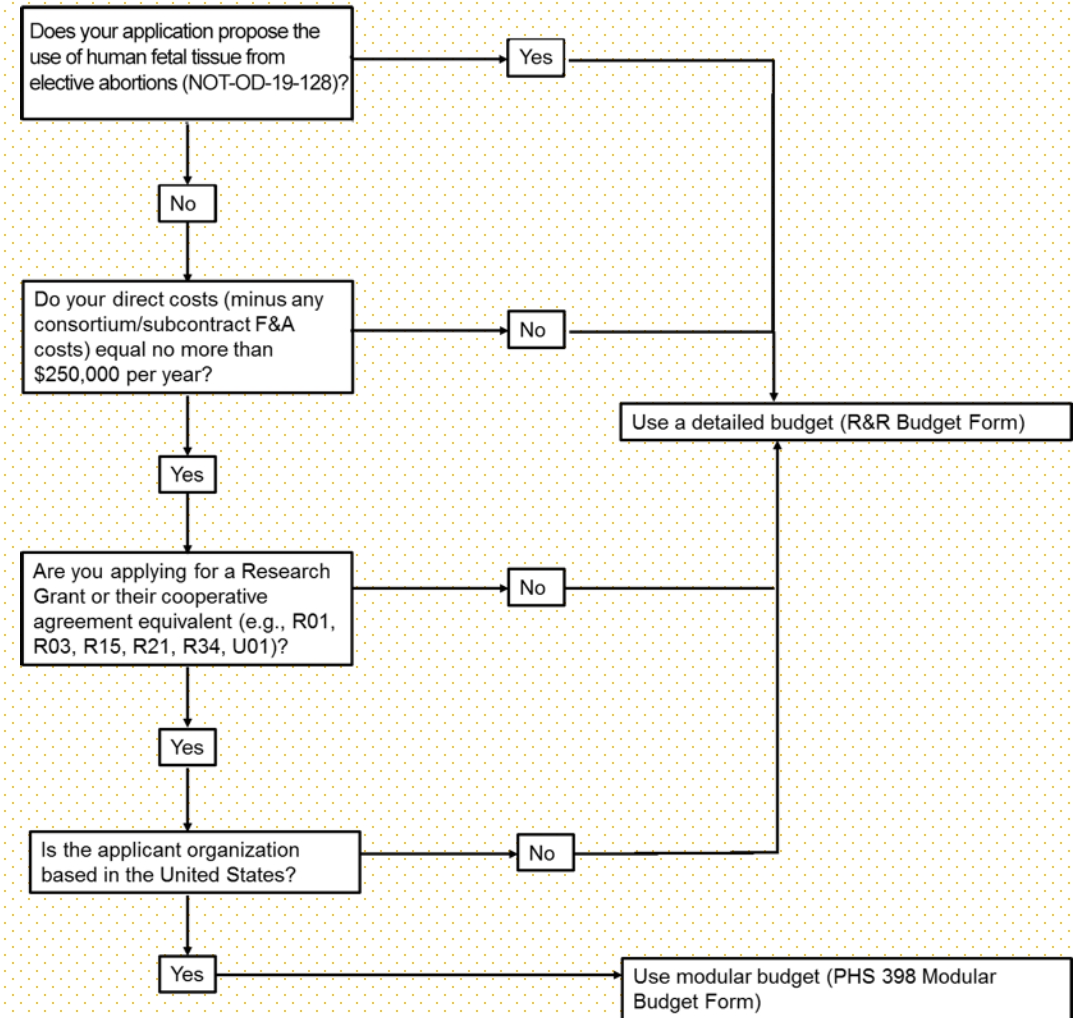 Does your application propose the
use of human fetal tissue from
elective abortions (NOT-OD-19-128)?
Yes
No
Do your direct costs (minus any
consortium/subcontract F&A
costs) equal no more than
$250,000 per year?
No
Use a detailed budget (R&R Budget Form)
Yes
Are you applying for a Research
Grant or their cooperative
agreement equivalent (e.g., R01,
R03, R15, R21, R34, U01)?
No
Yes
Is the applicant organization
based in the United States?
No
Yes
Use modular budget (PHS 398 Modular
Budget Form)